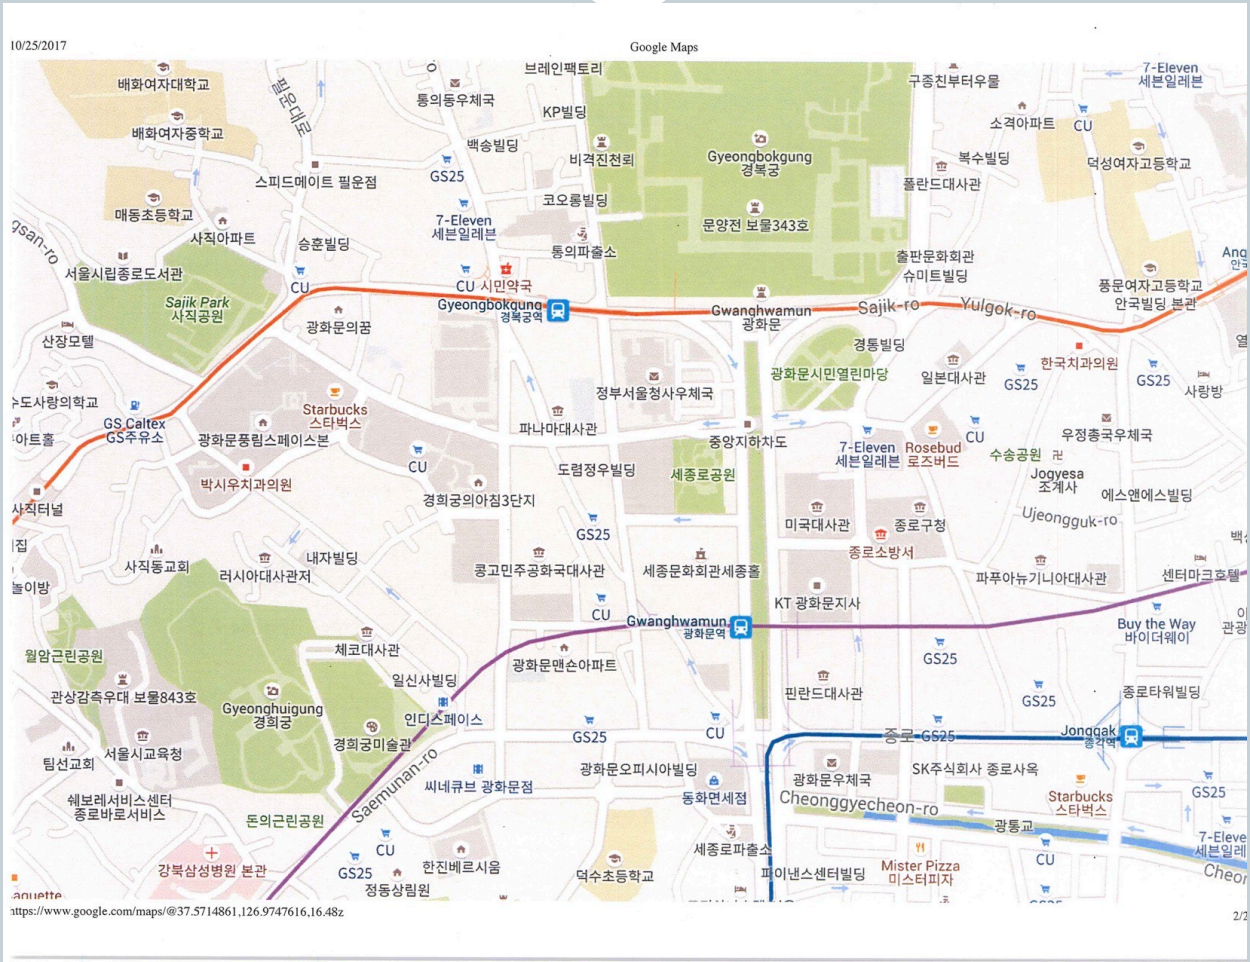 10/25/2017
Google Maps
배화여자대학교
배화여자중학교
필운대로
통의동우체국
브레인팩토리
KP빌딩
비격진천뢰
백송빌딩
GS25
스피드메이트 필운점
매동초등학교
사직아파트
승훈빌딩
7-Eleven
세븐일레븐
코오롱빌딩
통의파출소
Gyeongbokgung
경복궁
문양전 보물343호
구종친부터우물
소격아파트
7-Eleven
세븐일레븐
CU
복수빌딩
폴란드대사관
덕성여자고등학교
출판문화회관
슈미트빌딩
풍문여자고등학교
안국빌딩 본관
gsan-ro
서울시립종로도서관
Sajik Park
사직공원
CU
CU
시민약국
Gyeongbokgung
경복궁역
광화문의꿈
Gwanghwamun
광화문
Sajik-ro
Yulgok-ro
산장모텔
경통빌딩
광화문시민열린마당
일본대사관
한국치과의원
GS25
GS25
사랑방
수도사랑의학교
아트홀
GS Caltex
GS주유소
Starbucks
스타벅스
광화문풍림스페이스본
박시우치과의원
정부서울청사우체국
파나마대사관
중앙지하차도
7-Eleven
세븐일레븐
Rosebud
로즈버드
CU
우정총국우체국
수송공원
Jogyesa
조계사
에스앤에스빌딩
Ujeongguk-ro
CU
도렴정우빌딩
세종로공원
경희궁의아침3단지
사직터널
GS25
미국대사관
종로구청
종로소방서
사직동교회
러시아대사관저
내자빌딩
콩고민주공화국대사관
세종문화회관세종홀
파푸아뉴기니아대사관
센터마크호텔
놀이방
KT 광화문지사
CU
Gwanghwamun
광화문역
Buy the Way
바이더웨이
월암근린공원
체코대사관
광화문맨숀아파트
GS25
관상감측우대 보물843호
Gyeonghuigung
경희궁
일신사빌딩
인디스페이스
핀란드대사관
GS25
종로타워빌딩
서울시교육청
팀선교회
경희궁미술관
GS25
CU
종로
GS25
Jonggak
종각역
Saemunan-ro
씨네큐브 광화문점
광화문오피시아빌딩
동화면세점
광화문우체국
SK주식회사 종로사옥
Starbucks
스타벅스
GS25
쉐보레서비스센터
종로바로서비스
돈의근린공원
Cheonggyecheon-ro
광통교
CU
CU
한진베르시움
세종로파출소
7-Eleve
세븐일레
강북삼성병원 본관
GS25
정동상림원
덕수초등학교
파이낸스센터빌딩
Mister Pizza
미스터피자
Cheon
https://www.google.com/maps/@37.5714861,126.9747616,16.48z
2/2